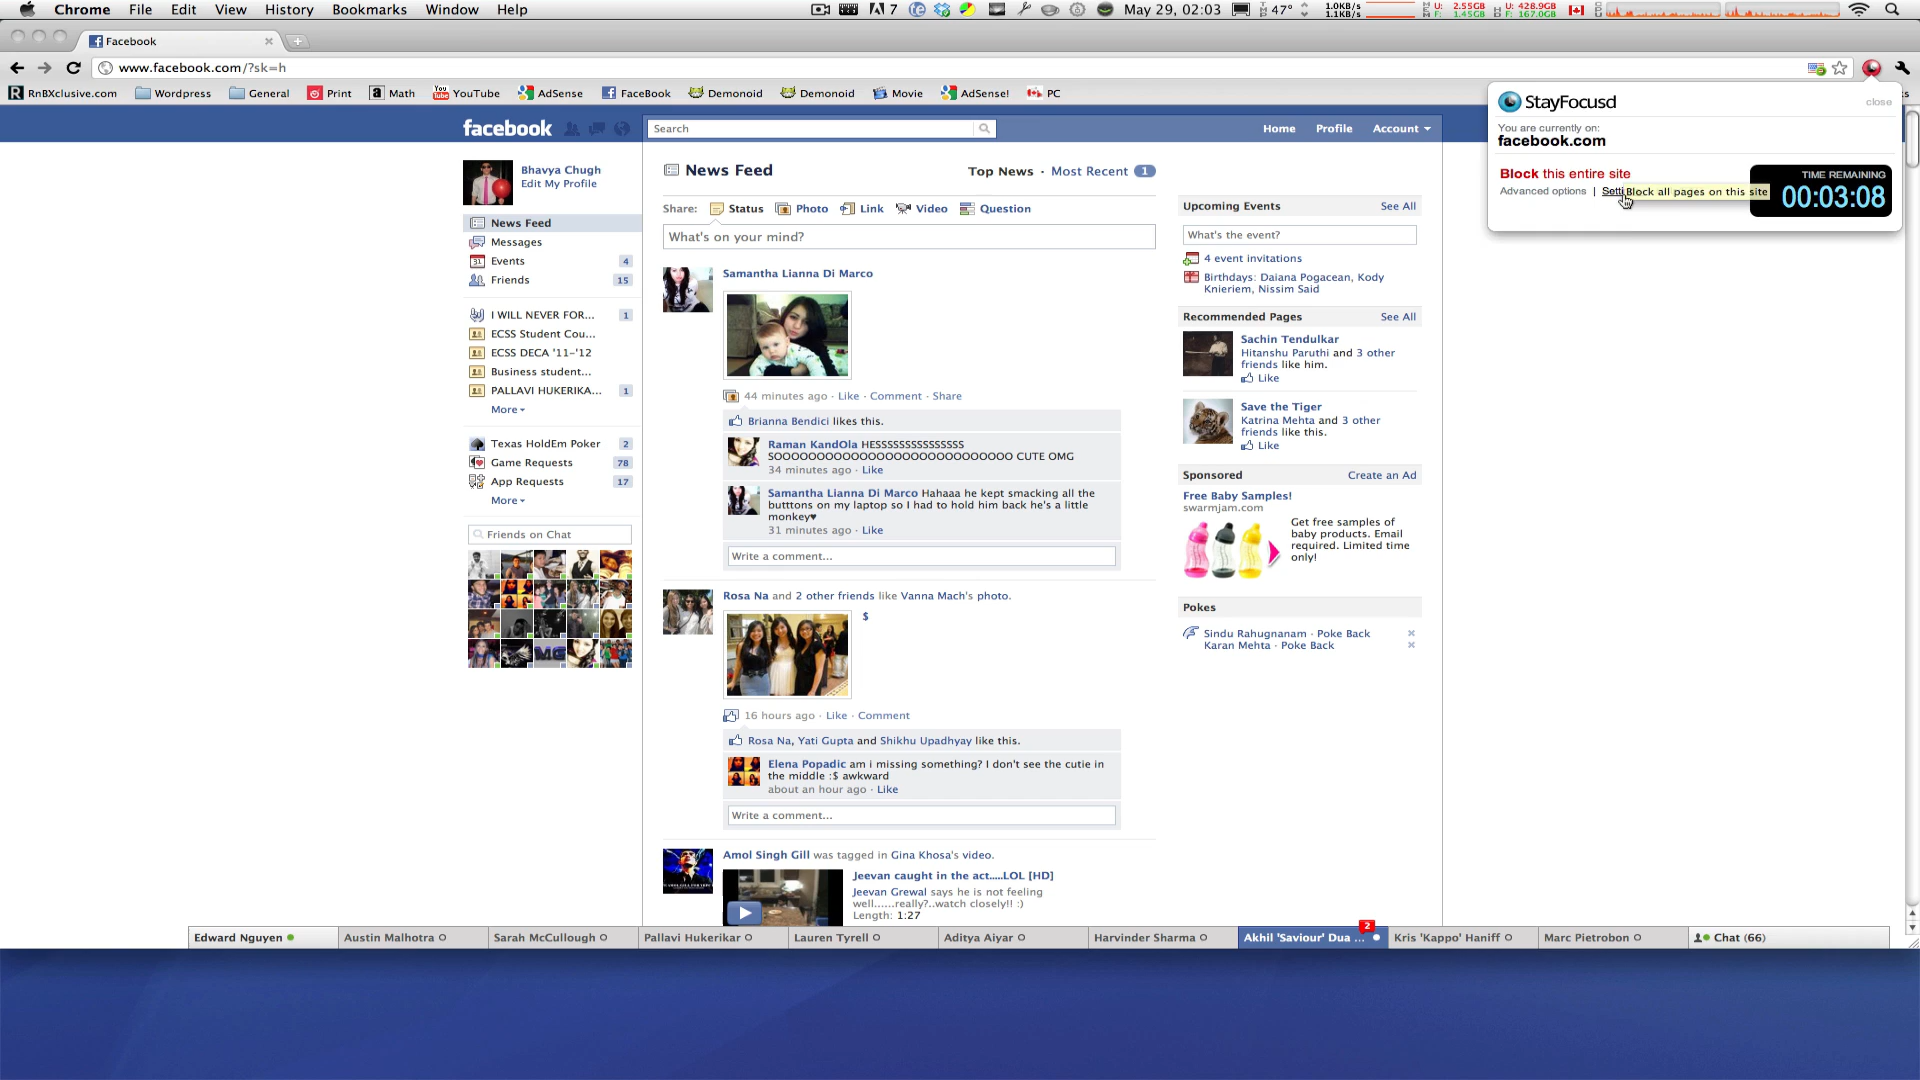 Chrome File Edit View History Bookmarks Window Help
7 May 29, 02:03 47° 1.0KB/s 1.1KB/s U: 2.55GB F: 1.45GB U: 428.9GB F: 167.0GB
Facebook
www.facebook.com/?sk=h
RnBXclusive.com Wordpress General Print Math YouTube AdSense FaceBook Demonoid Demonoid Movie AdSense! PC
StayFocusd close
You are currently on:
facebook.com
Block this entire site
Advanced options | Setti
Block all pages on this site
TIME REMAINING
00:03:08
facebook Search Home Profile Account
Bhavya Chugh
Edit My Profile
News Feed
Messages
Events 4
Friends 15
I WILL NEVER FOR... 1
ECSS Student Cou...
ECSS DECA '11-'12
Business student...
PALLAVI HUKERIKA... 1
More
Texas HoldEm Poker 2
Game Requests 78
App Requests 17
More
Friends on Chat
News Feed Top News · Most Recent 1
Share: Status Photo Link Video Question
What's on your mind?
Samantha Lianna Di Marco
44 minutes ago · Like · Comment · Share
Brianna Bendici likes this.
Raman KandOla HESSSSSSSSSSSSSSS
SOOOOOOOOOOOOOOOOOOOOOOOOOOOO CUTE OMG
34 minutes ago · Like
Samantha Lianna Di Marco Hahaaa he kept smacking all the
butttons on my laptop so I had to hold him back he's a little
monkey♥
31 minutes ago · Like
Write a comment...
Rosa Na and 2 other friends like Vanna Mach's photo.
$
16 hours ago · Like · Comment
Rosa Na, Yati Gupta and Shikhu Upadhyay like this.
Elena Popadic am i missing something? I don't see the cutie in
the middle :$ awkward
about an hour ago · Like
Write a comment...
Amol Singh Gill was tagged in Gina Khosa's video.
Jeevan caught in the act.....LOL [HD]
Jeevan Grewal says he is not feeling
well......really?..watch closely!! :)
Length: 1:27
Upcoming Events See All
What's the event?
4 event invitations
Birthdays: Daiana Pogacean, Kody
Knieriem, Nissim Said
Recommended Pages See All
Sachin Tendulkar
Hitanshu Paruthi and 3 other
friends like him.
Like
Save the Tiger
Katrina Mehta and 3 other
friends like this.
Like
Sponsored Create an Ad
Free Baby Samples!
swarmjam.com
Get free samples of
baby products. Email
required. Limited time
only!
Pokes
Sindu Rahugnanam · Poke Back
Karan Mehta · Poke Back
Edward Nguyen Austin Malhotra Sarah McCullough Pallavi Hukerikar Lauren Tyrell Aditya Aiyar Harvinder Sharma Akhil 'Saviour' Dua ... 2 Kris 'Kappo' Haniff Marc Pietrobon Chat (66)